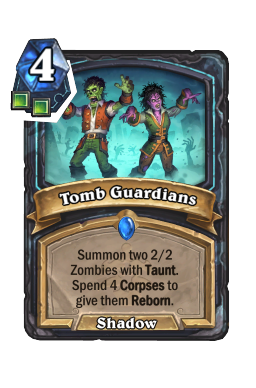 4
Tomb Guardians
Summon two 2/2
Zombies with Taunt.
Spend 4 Corpses to
give them Reborn.
Shadow